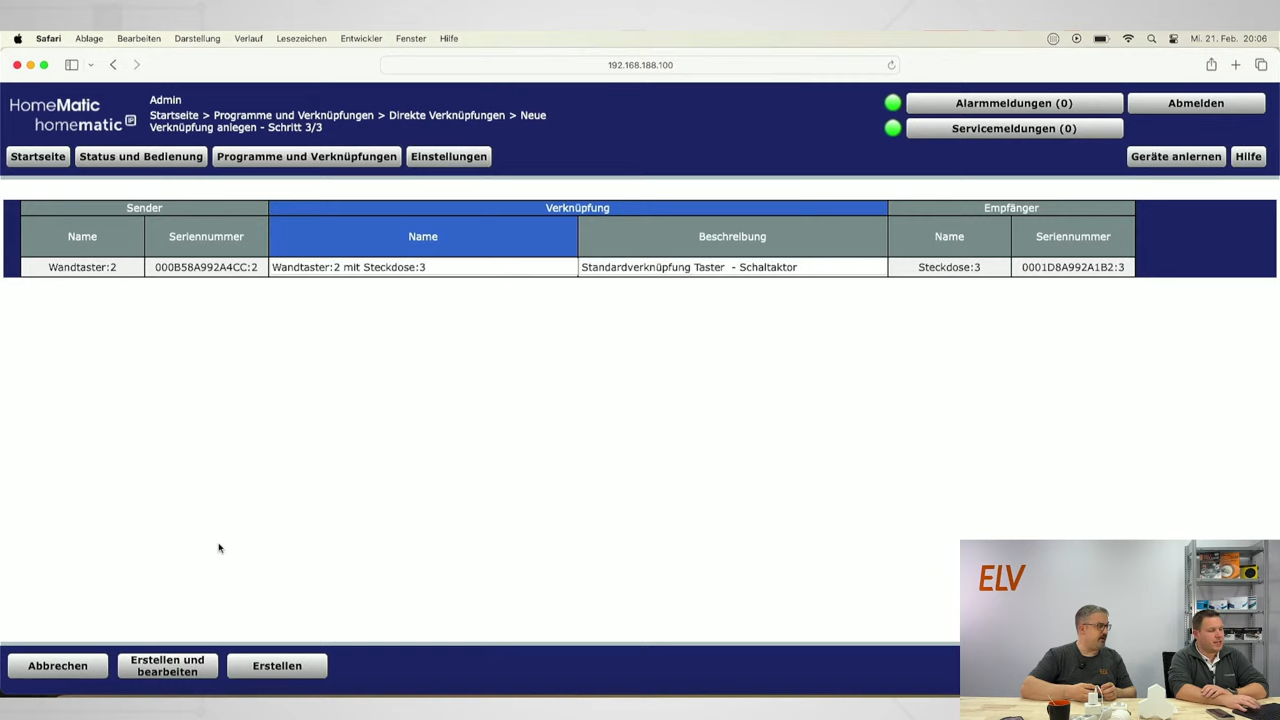 Safari Ablage Bearbeiten Darstellung Verlauf Lesezeichen Entwickler Fenster Hilfe Mi. 21. Feb. 20:06
192.168.188.100
HomeMatic
homematic IP
Admin
Startseite > Programme und Verknüpfungen > Direkte Verknüpfungen > Neue
Verknüpfung anlegen - Schritt 3/3
Alarmmeldungen (0) Abmelden
Servicemeldungen (0)
Startseite Status und Bedienung Programme und Verknüpfungen Einstellungen Geräte anlernen Hilfe
Sender Verknüpfung Empfänger
Name Seriennummer Name Beschreibung Name Seriennummer
Wandtaster:2 000B58A992A4CC:2 Wandtaster:2 mit Steckdose:3 Standardverknüpfung Taster - Schaltaktor Steckdose:3 0001D8A992A1B2:3
ELV
Abbrechen Erstellen und bearbeiten Erstellen